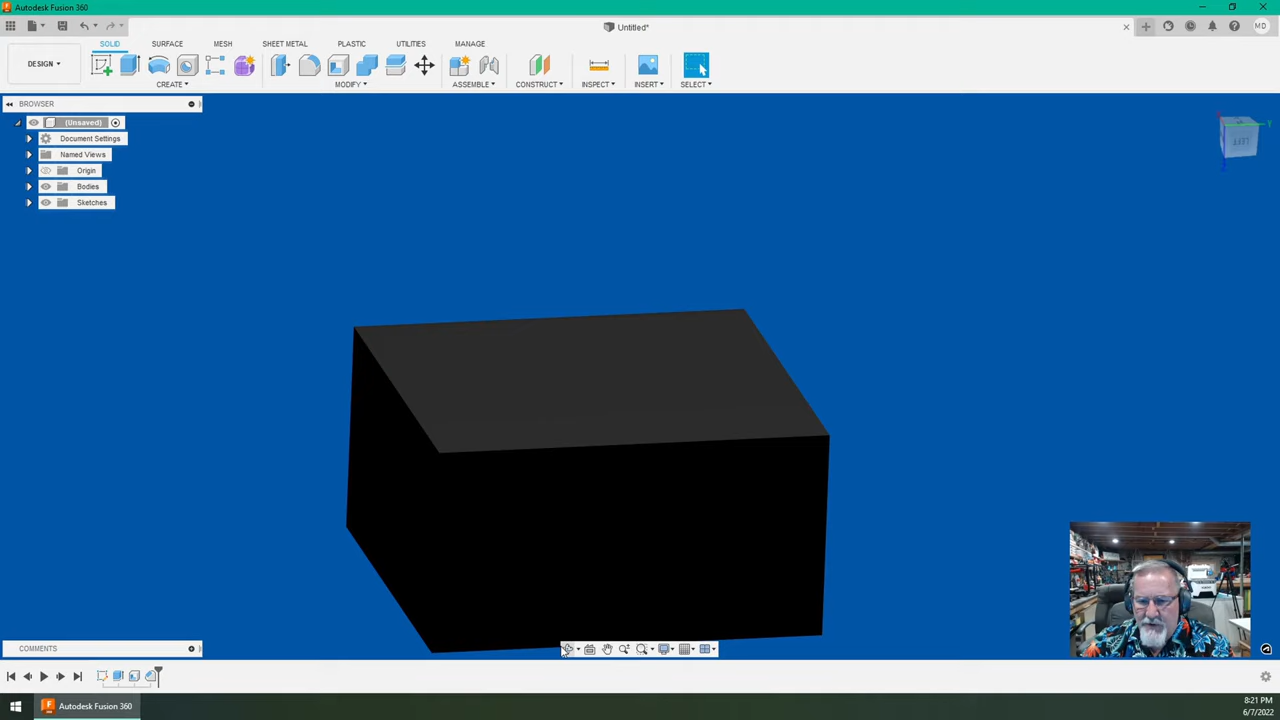 Autodesk Fusion 360
Untitled*
MD
DESIGN
SOLID
SURFACE
MESH
SHEET METAL
PLASTIC
UTILITIES
MANAGE
CREATE
MODIFY
ASSEMBLE
CONSTRUCT
INSPECT
INSERT
SELECT
BROWSER
(Unsaved)
Document Settings
Named Views
Origin
Bodies
Sketches
LEFT
Y
Z
COMMENTS
Autodesk Fusion 360
8:21 PM
6/7/2022